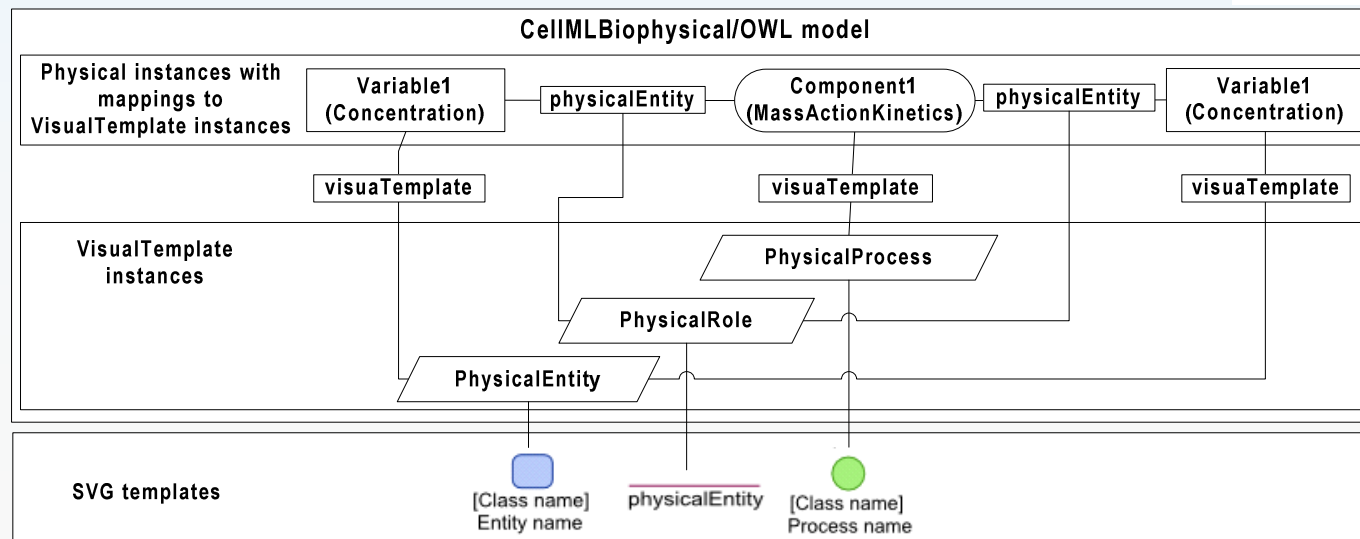 CellMLBiophysical/OWL model
Physical instances with
mappings to
VisualTemplate instances
Variable1
(Concentration)
physicalEntity
Component1
(MassActionKinetics)
physicalEntity
Variable1
(Concentration)
visuaTemplate
visuaTemplate
visuaTemplate
VisualTemplate
instances
PhysicalProcess
PhysicalRole
PhysicalEntity
SVG templates
[Class name]
Entity name
physicalEntity
[Class name]
Process name